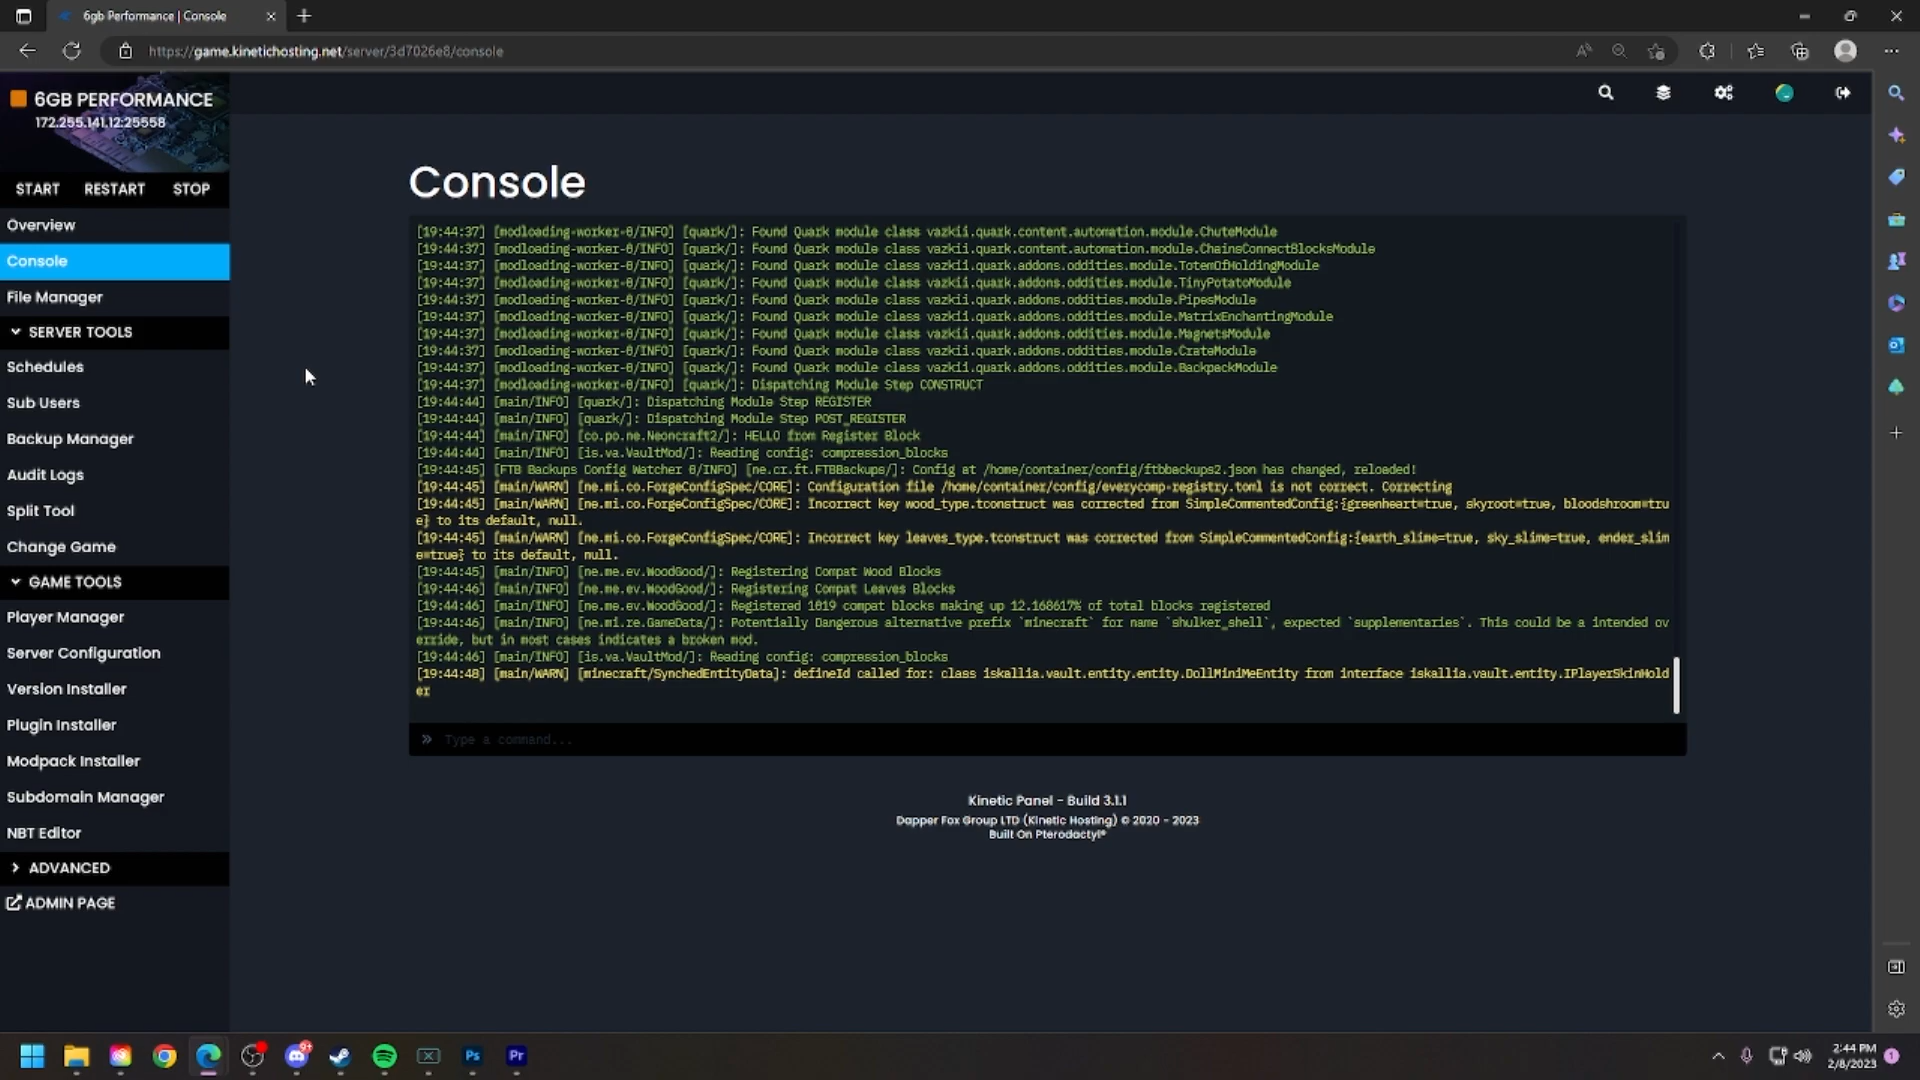 6gb Performance | Console
https://game.kinetichosting.net/server/3d7026e8/console
6GB PERFORMANCE
172.255.141.12:25558
START RESTART STOP
Overview
Console
File Manager
SERVER TOOLS
Schedules
Sub Users
Backup Manager
Audit Logs
Split Tool
Change Game
GAME TOOLS
Player Manager
Server Configuration
Version Installer
Plugin Installer
Modpack Installer
Subdomain Manager
NBT Editor
ADVANCED
ADMIN PAGE
Console
[19:44:37] [modloading-worker-0/INFO] [quark/]: Found Quark module class vazkii.quark.content.automation.module.ChuteModule
[19:44:37] [modloading-worker-0/INFO] [quark/]: Found Quark module class vazkii.quark.content.automation.module.ChainsConnectBlocksModule
[19:44:37] [modloading-worker-0/INFO] [quark/]: Found Quark module class vazkii.quark.addons.oddities.module.TotemOfHoldingModule
[19:44:37] [modloading-worker-0/INFO] [quark/]: Found Quark module class vazkii.quark.addons.oddities.module.TinyPotatoModule
[19:44:37] [modloading-worker-0/INFO] [quark/]: Found Quark module class vazkii.quark.addons.oddities.module.PipesModule
[19:44:37] [modloading-worker-0/INFO] [quark/]: Found Quark module class vazkii.quark.addons.oddities.module.MatrixEnchantingModule
[19:44:37] [modloading-worker-0/INFO] [quark/]: Found Quark module class vazkii.quark.addons.oddities.module.MagnetsModule
[19:44:37] [modloading-worker-0/INFO] [quark/]: Found Quark module class vazkii.quark.addons.oddities.module.CrateModule
[19:44:37] [modloading-worker-0/INFO] [quark/]: Found Quark module class vazkii.quark.addons.oddities.module.BackpackModule
[19:44:37] [modloading-worker-0/INFO] [quark/]: Dispatching Module Step CONSTRUCT
[19:44:44] [main/INFO] [quark/]: Dispatching Module Step REGISTER
[19:44:44] [main/INFO] [quark/]: Dispatching Module Step POST_REGISTER
[19:44:44] [main/INFO] [co.po.ne.Neoncraft2/]: HELLO from Register Block
[19:44:44] [main/INFO] [is.va.VaultMod/]: Reading config: compression_blocks
[19:44:45] [FTB Backups Config Watcher 0/INFO] [ne.cr.ft.FTBBackups/]: Config at /home/container/config/ftbbackups2.json has changed, reloaded!
[19:44:45] [main/WARN] [ne.mi.co.ForgeConfigSpec/CORE]: Configuration file /home/container/config/everycomp-registry.toml is not correct. Correcting
[19:44:45] [main/WARN] [ne.mi.co.ForgeConfigSpec/CORE]: Incorrect key wood_type.tconstruct was corrected from SimpleCommentedConfig:{greenheart=true, skyroot=true, bloodshroom=tru
e} to its default, null.
[19:44:45] [main/WARN] [ne.mi.co.ForgeConfigSpec/CORE]: Incorrect key leaves_type.tconstruct was corrected from SimpleCommentedConfig:{earth_slime=true, sky_slime=true, ender_slim
e=true} to its default, null.
[19:44:45] [main/INFO] [ne.me.ev.WoodGood/]: Registering Compat Wood Blocks
[19:44:46] [main/INFO] [ne.me.ev.WoodGood/]: Registering Compat Leaves Blocks
[19:44:46] [main/INFO] [ne.me.ev.WoodGood/]: Registered 1019 compat blocks making up 12.168617% of total blocks registered
[19:44:46] [main/INFO] [ne.mi.re.GameData/]: Potentially Dangerous alternative prefix `minecraft` for name `shulker_shell`, expected `supplementaries`. This could be a intended ov
erride, but in most cases indicates a broken mod.
[19:44:46] [main/INFO] [is.va.VaultMod/]: Reading config: compression_blocks
[19:44:48] [main/WARN] [minecraft/SynchedEntityData]: defineId called for: class iskallia.vault.entity.entity.DollMiniMeEntity from interface iskallia.vault.entity.IPlayerSkinHold
er
» Type a command...
Kinetic Panel - Build 3.1.1
Dapper Fox Group LTD (Kinetic Hosting) © 2020 - 2023
Built On Pterodactyl®
9+
Ps
Pr
2:44 PM
2/8/2023
1